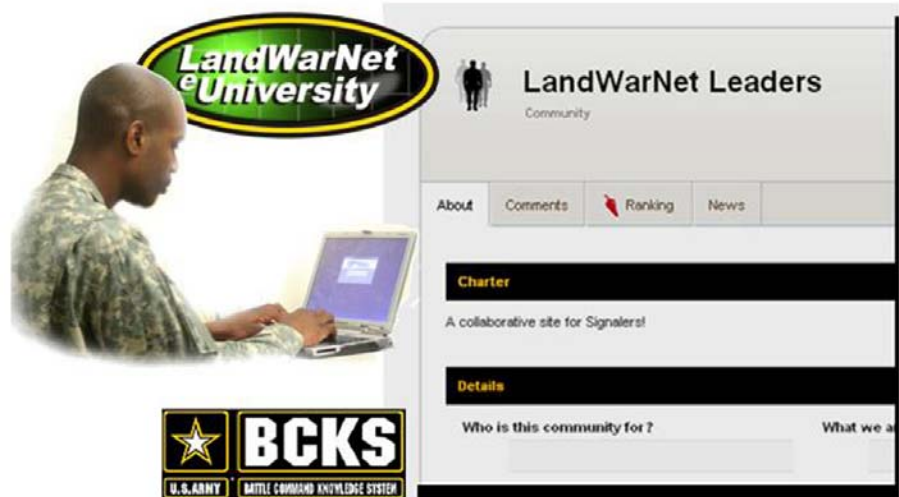 LandWarNet
eUniversity
LandWarNet Leaders
Community
About Comments Ranking News
Charter
A collaborative site for Signalers!
Details
Who is this community for? What we a
BCKS
U.S.ARMY BATTLE COMMAND KNOWLEDGE SYSTEM